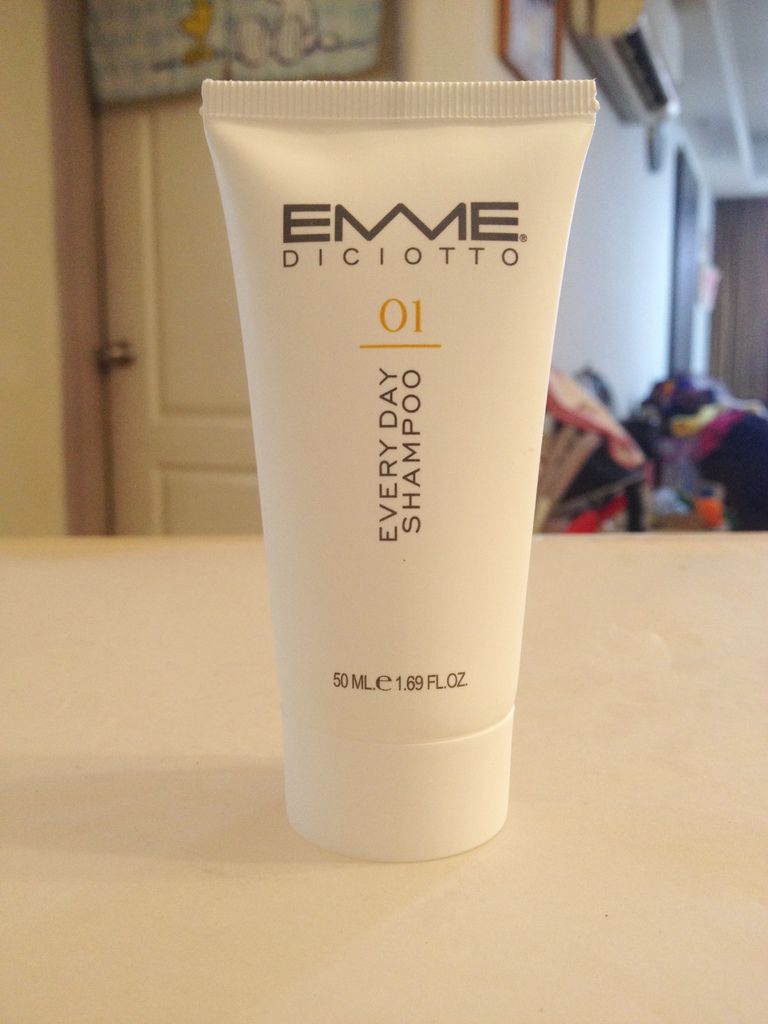 EMME®
DICIOTTO
01
EVERY DAY
SHAMPOO
50 ML.e 1.69 FL.OZ.